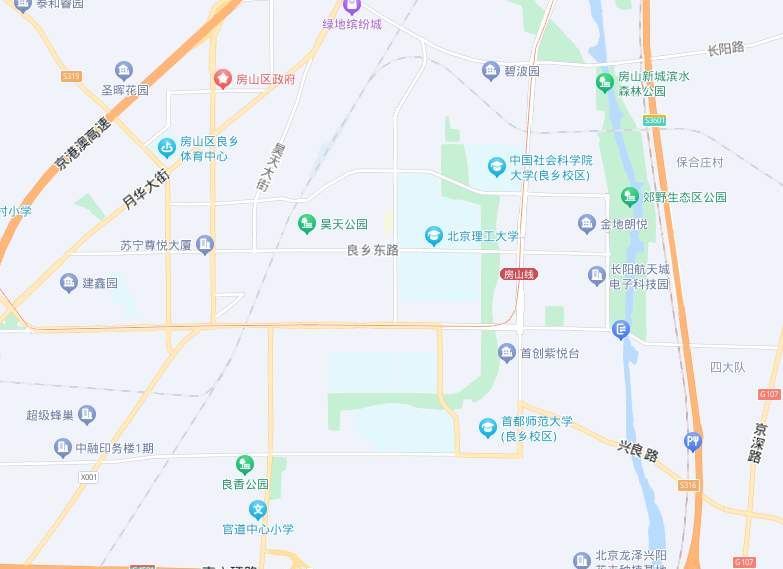 泰和睿园
绿地缤纷城
长阳路
S319
圣晖花园
房山区政府
碧波园
房山新城滨水
森林公园
京港澳高速
S3601
房山区良乡
体育中心
昊天大街
中国社会科学院
大学(良乡校区)
保合庄村
月华大街
郊野生态区公园
村小学
昊天公园
金地朗悦
苏宁尊悦大厦
良乡东路
北京理工大学
建鑫园
房山线
长阳航天城
电子科技园
首创紫悦台
四大队
G107
超级蜂巢
首都师范大学
(良乡校区)
中融印务楼1期
兴良路
京深路
X001
良香公园
S316
官道中心小学
北京龙泽兴阳
G107